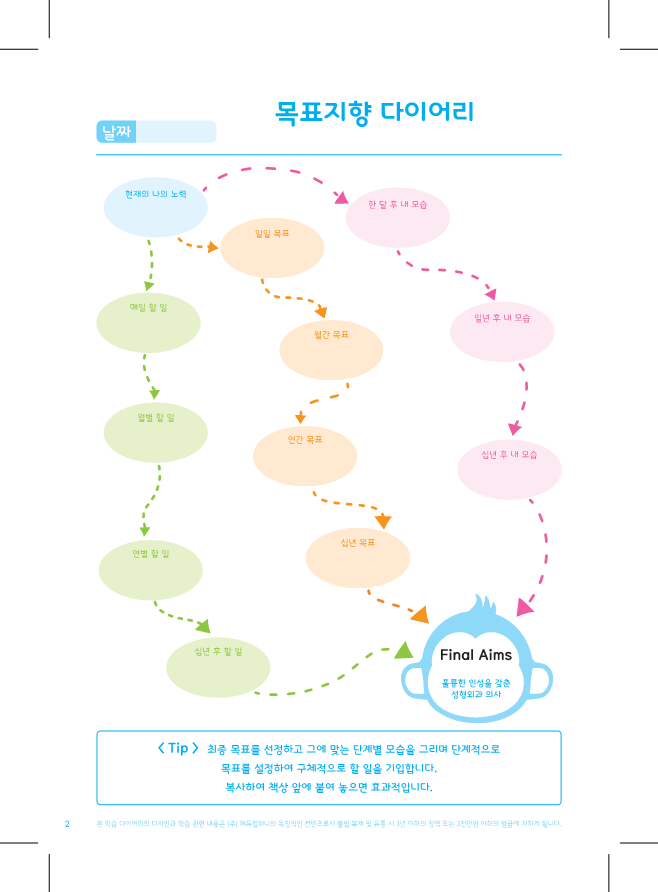 목표지향 다이어리
날짜
현재의 나의 노력
한 달 후 내 모습
일일 목표
매일 할 일
일년 후 내 모습
월간 목표
월별 할 일
연간 목표
십년 후 내 모습
연별 할 일
십년 목표
십년 후 할 일
Final Aims
훌륭한 인성을 갖춘
성형외과 의사
〈 Tip 〉 최종 목표를 선정하고 그에 맞는 단계별 모습을 그리며 단계적으로
목표를 설정하여 구체적으로 할 일을 기입합니다.
복사하여 책상 앞에 붙여 놓으면 효과적입니다.
2
본 학습 다이어리의 디자인과 학습 관련 내용은 (주) 에듀컴퍼니의 독창적인 컨텐츠로서 불법 복제 및 유통 시 3년 이하의 징역 또는 3천만원 이하의 벌금에 처하게 됩니다.